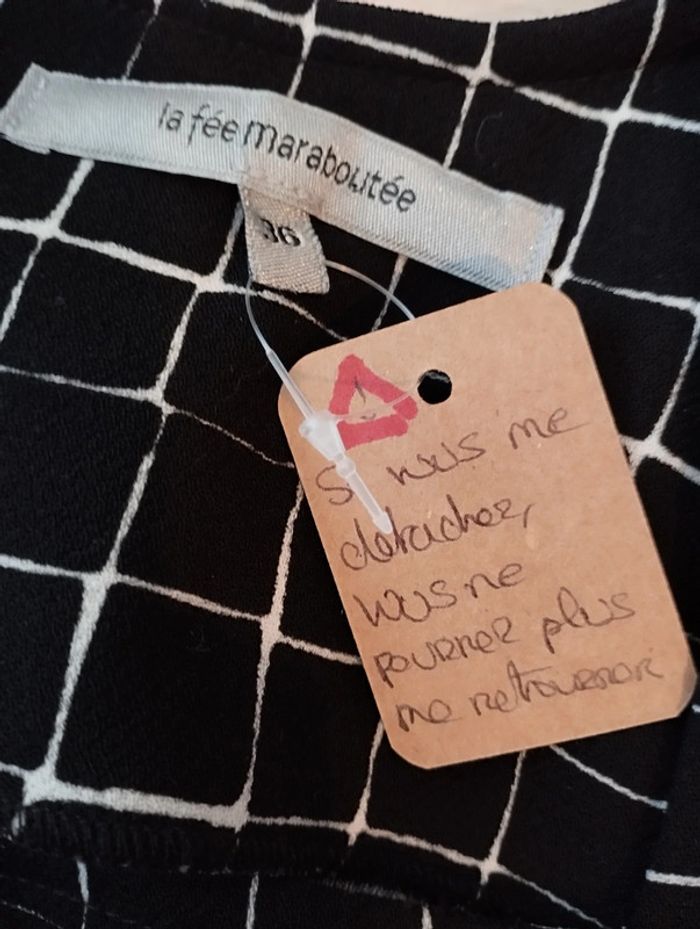 la fée maraboutée
36
Si vous me
détachez,
vous ne
pourrez plus
me retourner